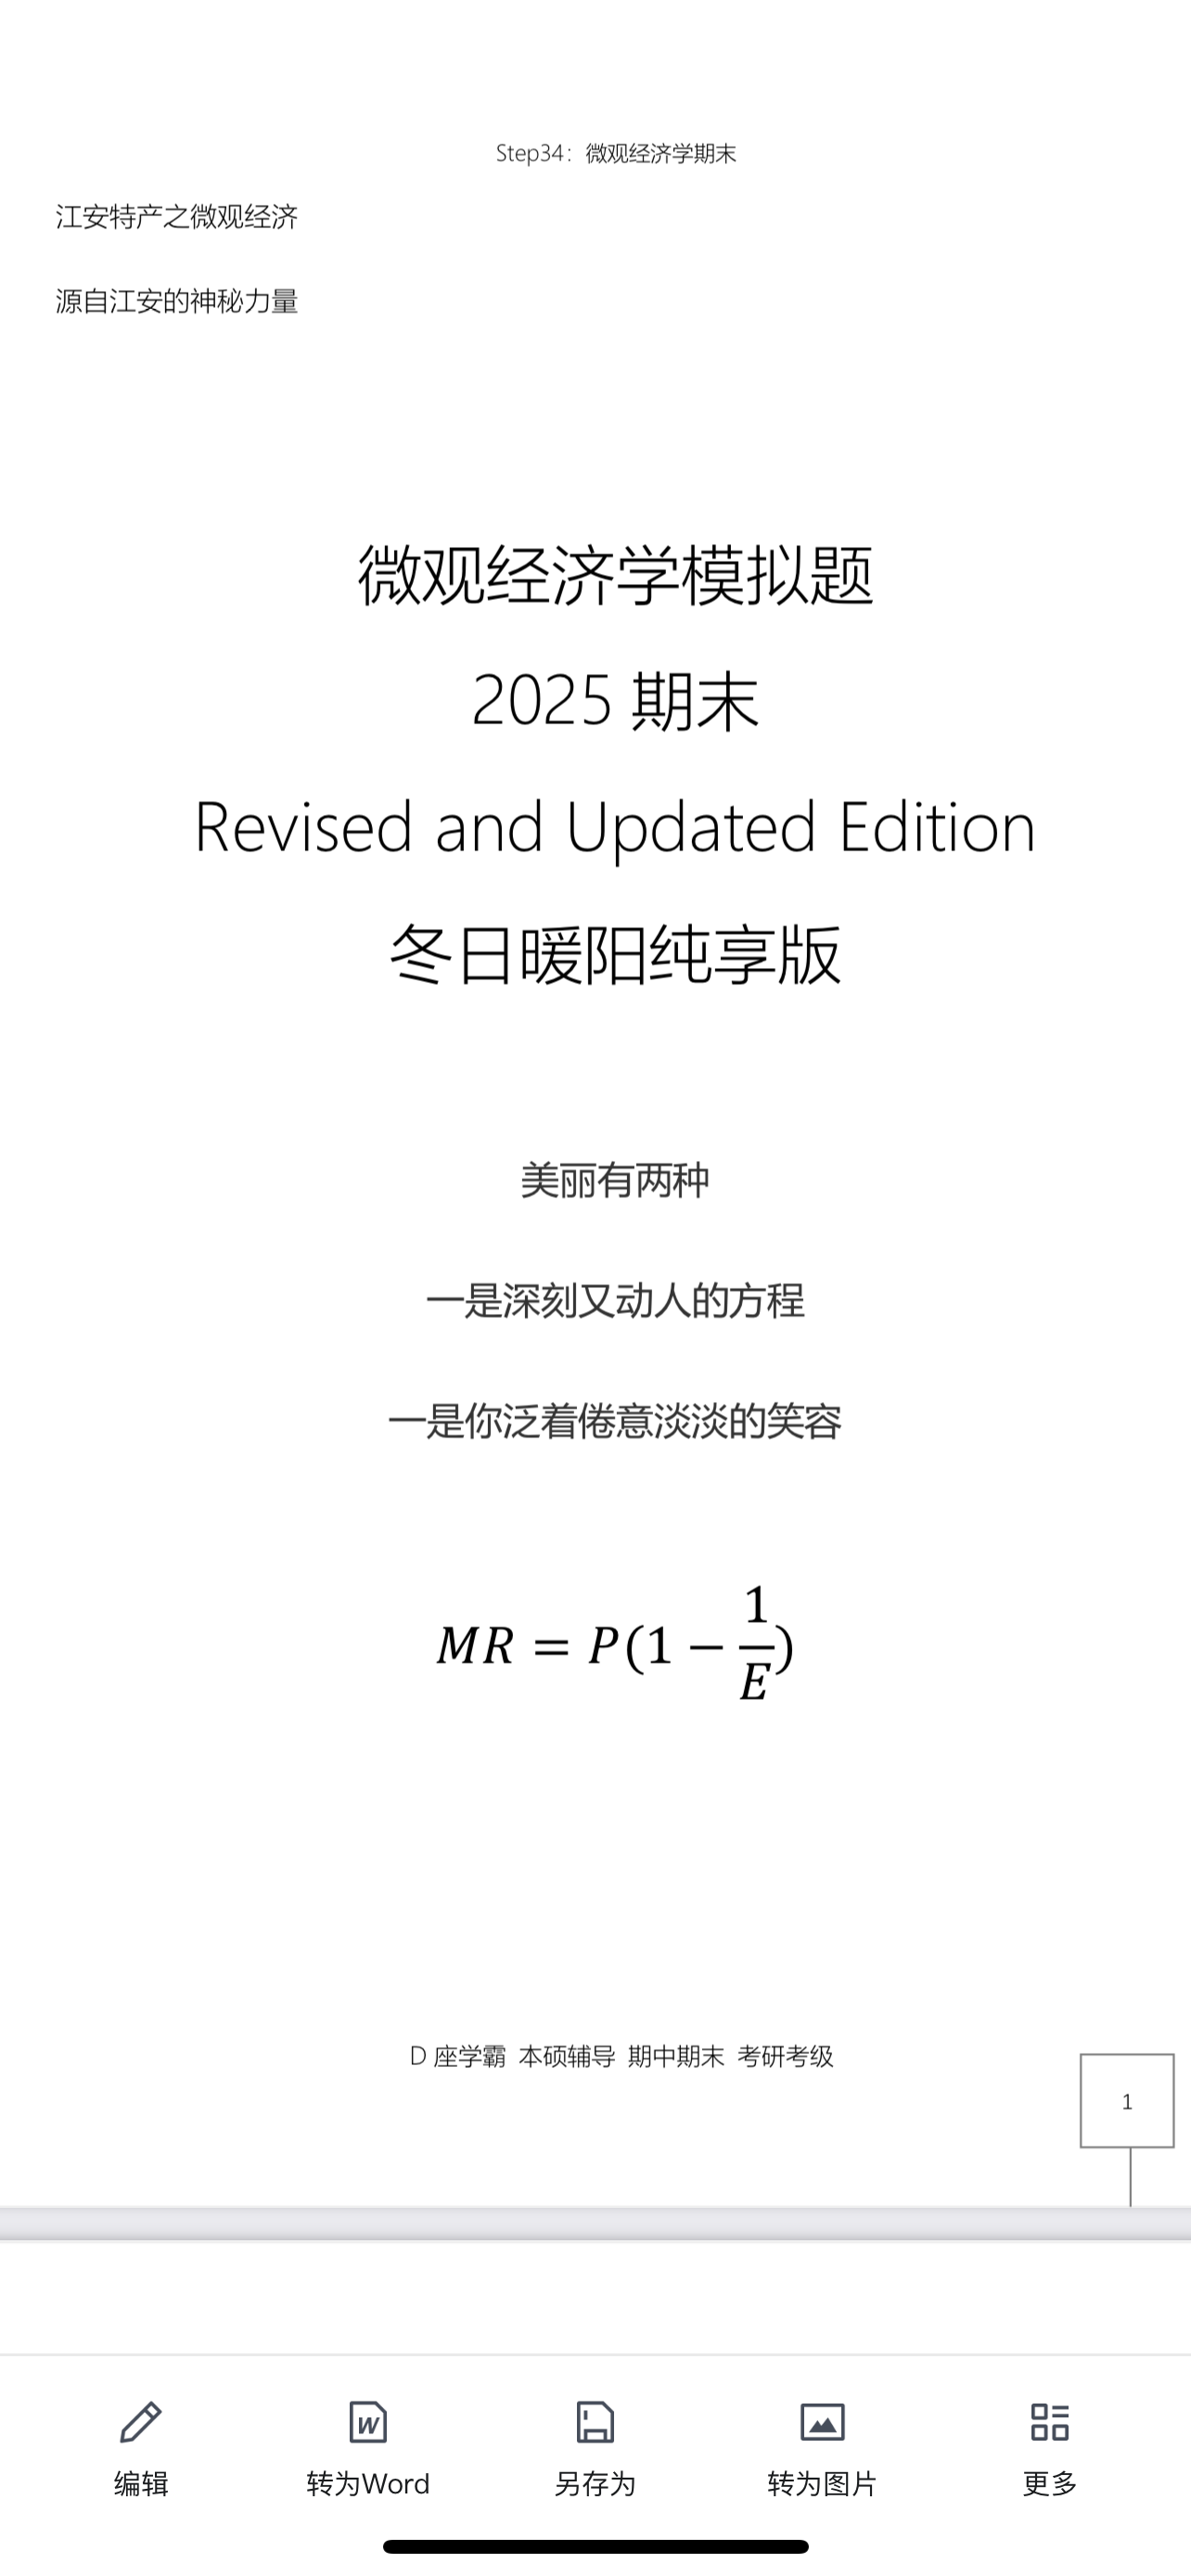 Step34：微观经济学期末
江安特产之微观经济
源自江安的神秘力量
微观经济学模拟题
2025 期末
Revised and Updated Edition
冬日暖阳纯享版
美丽有两种
一是深刻又动人的方程
一是你泛着倦意淡淡的笑容
MR = P(1 − 1/E)
D 座学霸 本硕辅导 期中期末 考研考级
1
编辑 转为Word 另存为 转为图片 更多